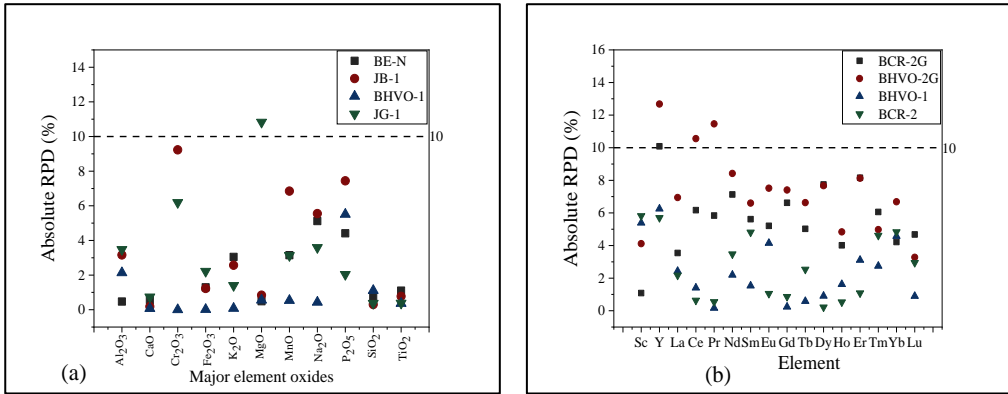 BE-N
JB-1
BHVO-1
JG-1
Absolute RPD (%)
14
12
10
8
6
4
2
0
10
Al₂O₃
CaO
Cr₂O₃
Fe₂O₃
K₂O
MgO
MnO
Na₂O
P₂O₅
SiO₂
TiO₂
(a)
Major element oxides
BCR-2G
BHVO-2G
BHVO-1
BCR-2
Absolute RPD (%)
16
14
12
10
8
6
4
2
0
10
Sc Y La Ce Pr Nd Sm Eu Gd Tb Dy Ho Er Tm Yb Lu
Element
(b)